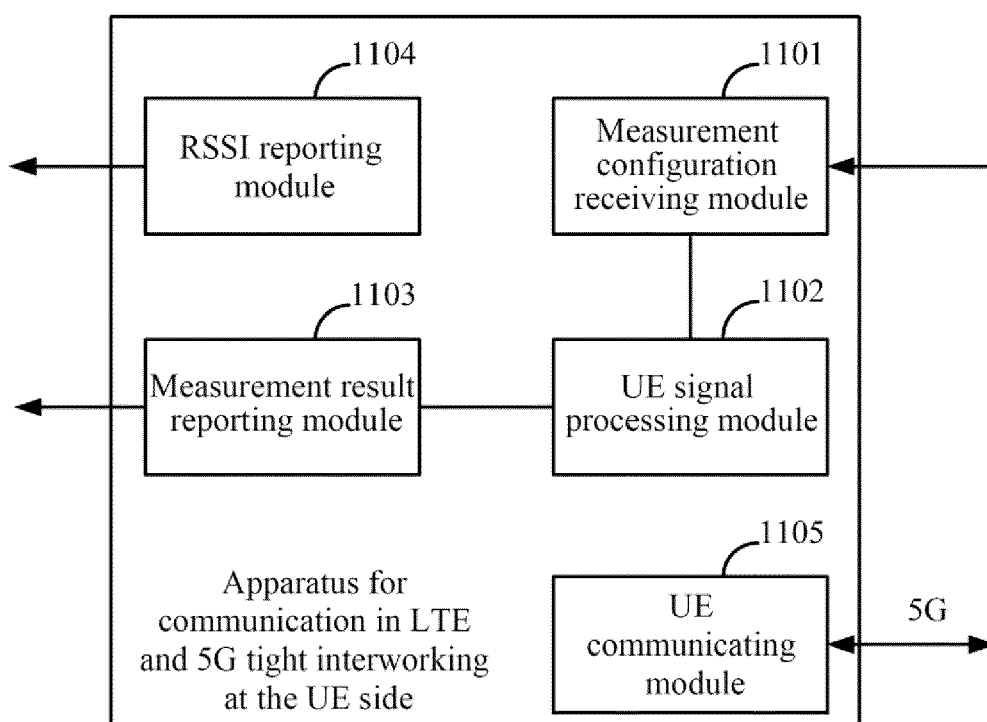 1104
RSSI reporting
module
1101
Measurement
configuration
receiving module
1103
Measurement result
reporting module
1102
UE signal
processing module
Apparatus for
communication in LTE
and 5G tight interworking
at the UE side
1105
UE
communicating
module
5G